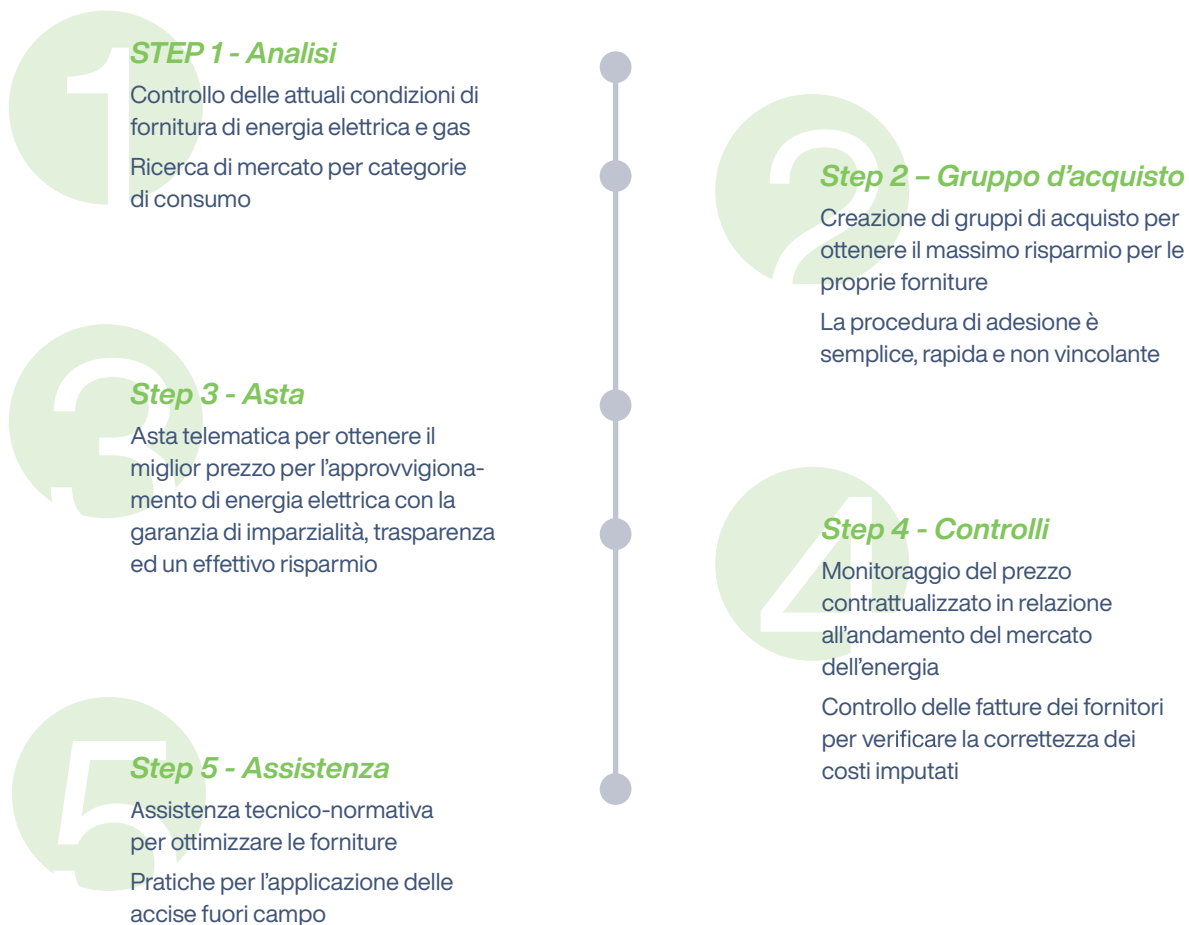 1
STEP 1 - Analisi
Controllo delle attuali condizioni di
fornitura di energia elettrica e gas
Ricerca di mercato per categorie
di consumo
2
Step 2 – Gruppo d’acquisto
Creazione di gruppi di acquisto per
ottenere il massimo risparmio per le
proprie forniture
La procedura di adesione è
semplice, rapida e non vincolante
3
Step 3 - Asta
Asta telematica per ottenere il
miglior prezzo per l’approvvigiona-
mento di energia elettrica con la
garanzia di imparzialità, trasparenza
ed un effettivo risparmio
4
Step 4 - Controlli
Monitoraggio del prezzo
contrattualizzato in relazione
all’andamento del mercato
dell’energia
Controllo delle fatture dei fornitori
per verificare la correttezza dei
costi imputati
5
Step 5 - Assistenza
Assistenza tecnico-normativa
per ottimizzare le forniture
Pratiche per l’applicazione delle
accise fuori campo